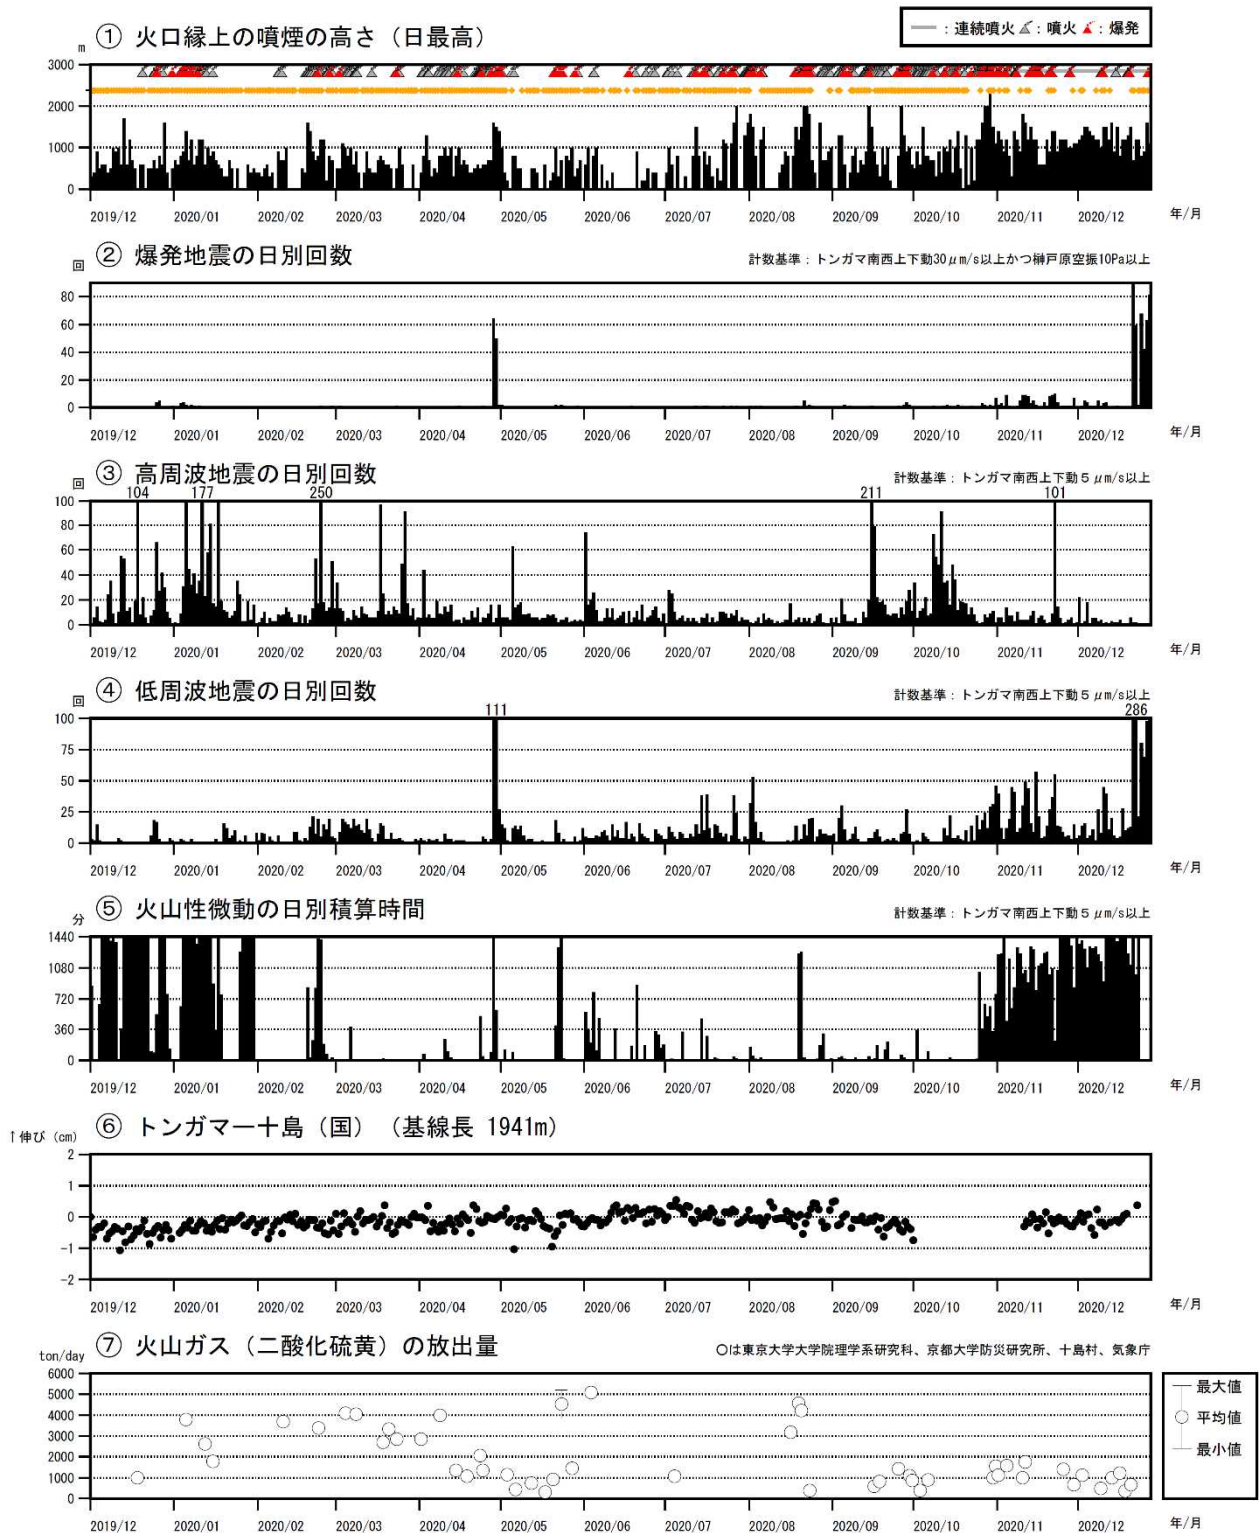 ① 火口縁上の噴煙の高さ（日最高）
：連続噴火 ：噴火 ：爆発
m
3000
2000
1000
0
2019/12 2020/01 2020/02 2020/03 2020/04 2020/05 2020/06 2020/07 2020/08 2020/09 2020/10 2020/11 2020/12 年/月
② 爆発地震の日別回数
計数基準：トンガマ南西上下動30μm/s以上かつ榊戸原空振10Pa以上
回
80
60
40
20
0
2019/12 2020/01 2020/02 2020/03 2020/04 2020/05 2020/06 2020/07 2020/08 2020/09 2020/10 2020/11 2020/12 年/月
③ 高周波地震の日別回数
計数基準：トンガマ南西上下動５μm/s以上
回
104 177 250 211 101
100
80
60
40
20
0
2019/12 2020/01 2020/02 2020/03 2020/04 2020/05 2020/06 2020/07 2020/08 2020/09 2020/10 2020/11 2020/12 年/月
④ 低周波地震の日別回数
計数基準：トンガマ南西上下動５μm/s以上
回
111 286
100
75
50
25
0
2019/12 2020/01 2020/02 2020/03 2020/04 2020/05 2020/06 2020/07 2020/08 2020/09 2020/10 2020/11 2020/12 年/月
⑤ 火山性微動の日別積算時間
計数基準：トンガマ南西上下動５μm/s以上
分
1440
1080
720
360
0
2019/12 2020/01 2020/02 2020/03 2020/04 2020/05 2020/06 2020/07 2020/08 2020/09 2020/10 2020/11 2020/12 年/月
⑥ トンガマー十島（国）（基線長 1941m）
↑伸び (cm)
2
1
0
-1
-2
2019/12 2020/01 2020/02 2020/03 2020/04 2020/05 2020/06 2020/07 2020/08 2020/09 2020/10 2020/11 2020/12 年/月
⑦ 火山ガス（二酸化硫黄）の放出量
○は東京大学大学院理学系研究科、京都大学防災研究所、十島村、気象庁
ton/day
6000
5000
4000
3000
2000
1000
0
最大値
平均値
最小値
2019/12 2020/01 2020/02 2020/03 2020/04 2020/05 2020/06 2020/07 2020/08 2020/09 2020/10 2020/11 2020/12 年/月